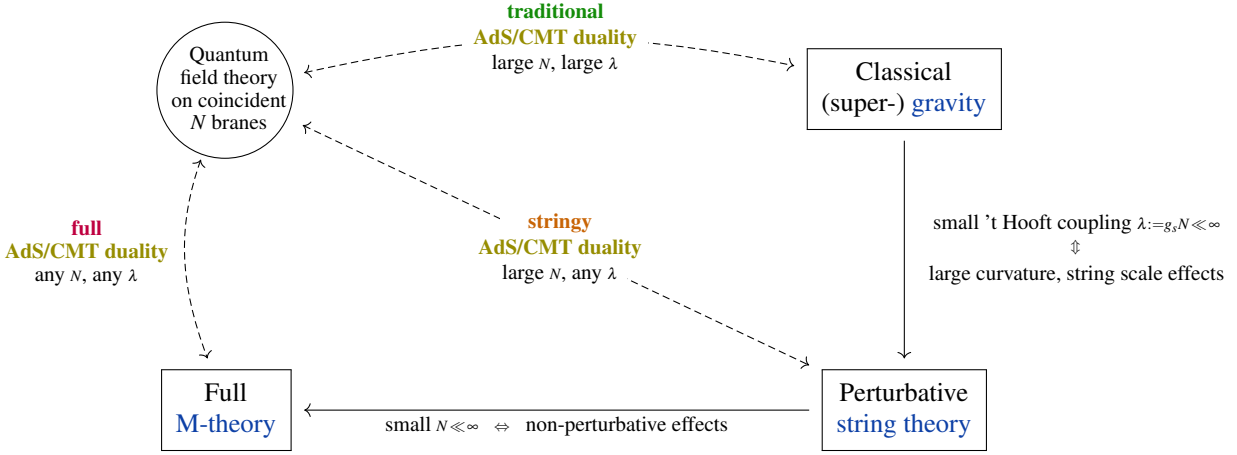 traditional
AdS/CMT duality
large N, large λ
Quantum
field theory
on coincident
N branes
Classical
(super-) gravity
full
AdS/CMT duality
any N, any λ
stringy
AdS/CMT duality
large N, any λ
small 't Hooft coupling λ:=gₛN≪∞
⇕
large curvature, string scale effects
Full
M-theory
small N≪∞ ⇔ non-perturbative effects
Perturbative
string theory